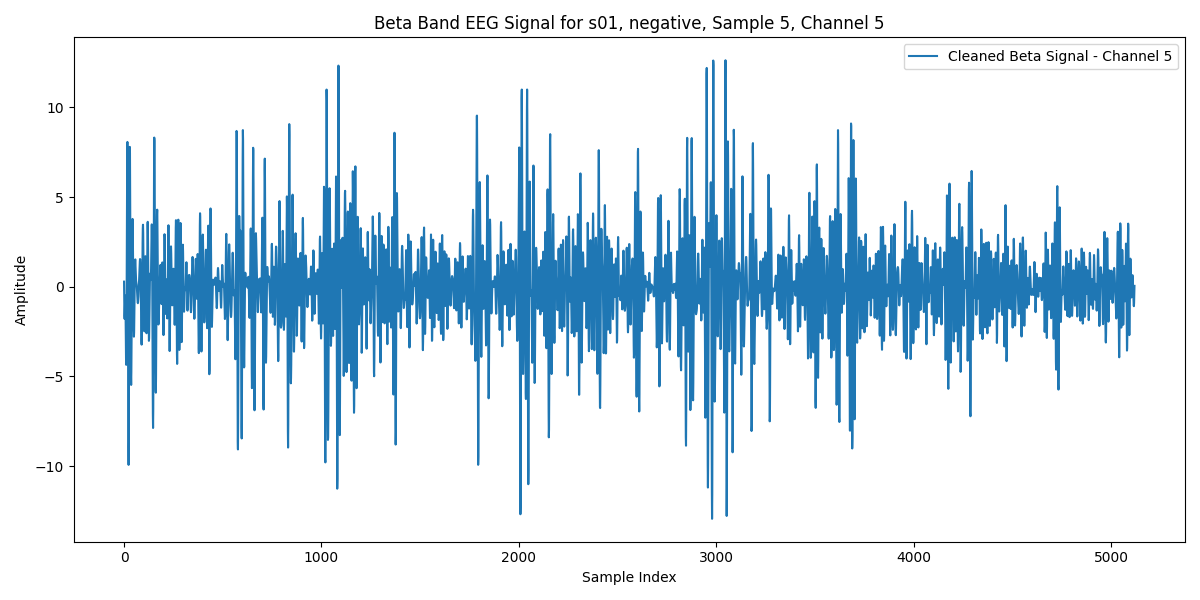 Beta Band EEG Signal for s01, negative, Sample 5, Channel 5
Cleaned Beta Signal - Channel 5
Amplitude
10
5
0
−5
−10
0 1000 2000 3000 4000 5000
Sample Index